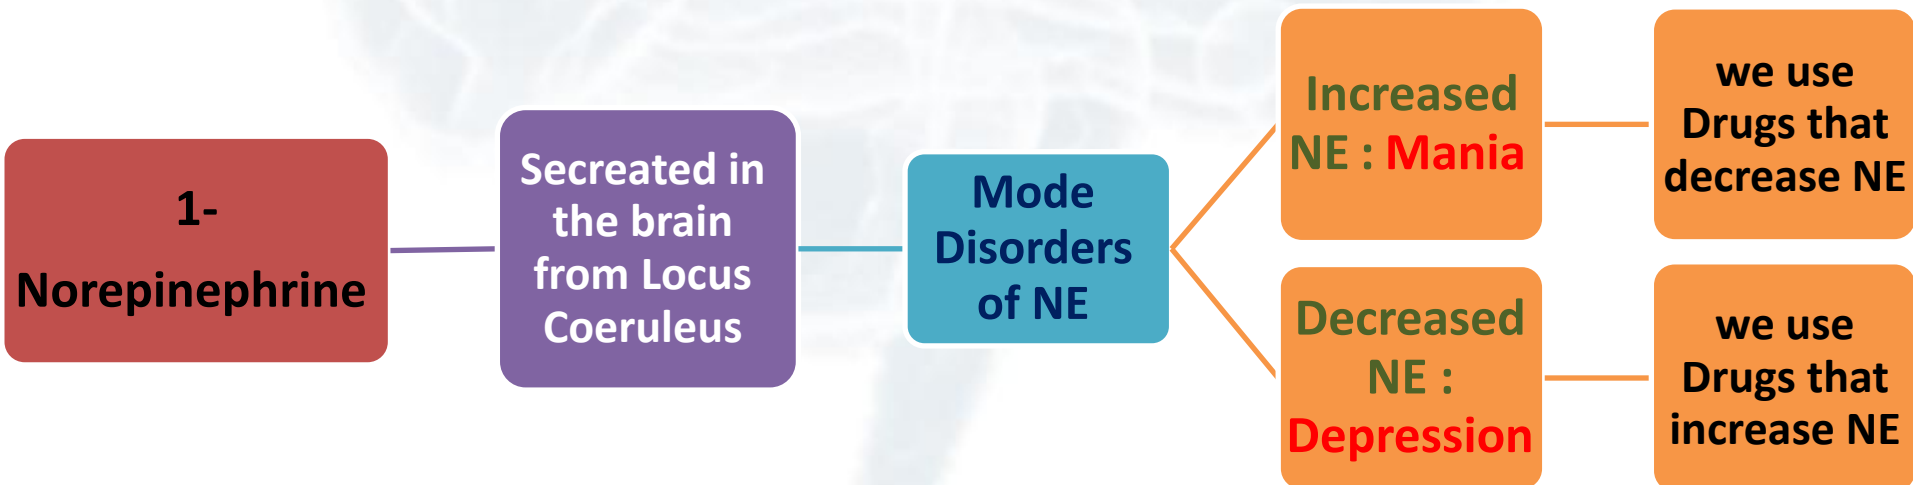 1-
Norepinephrine
Secreated in
the brain
from Locus
Coeruleus
Mode
Disorders
of NE
Increased
NE : Mania
we use
Drugs that
decrease NE
Decreased
NE :
Depression
we use
Drugs that
increase NE